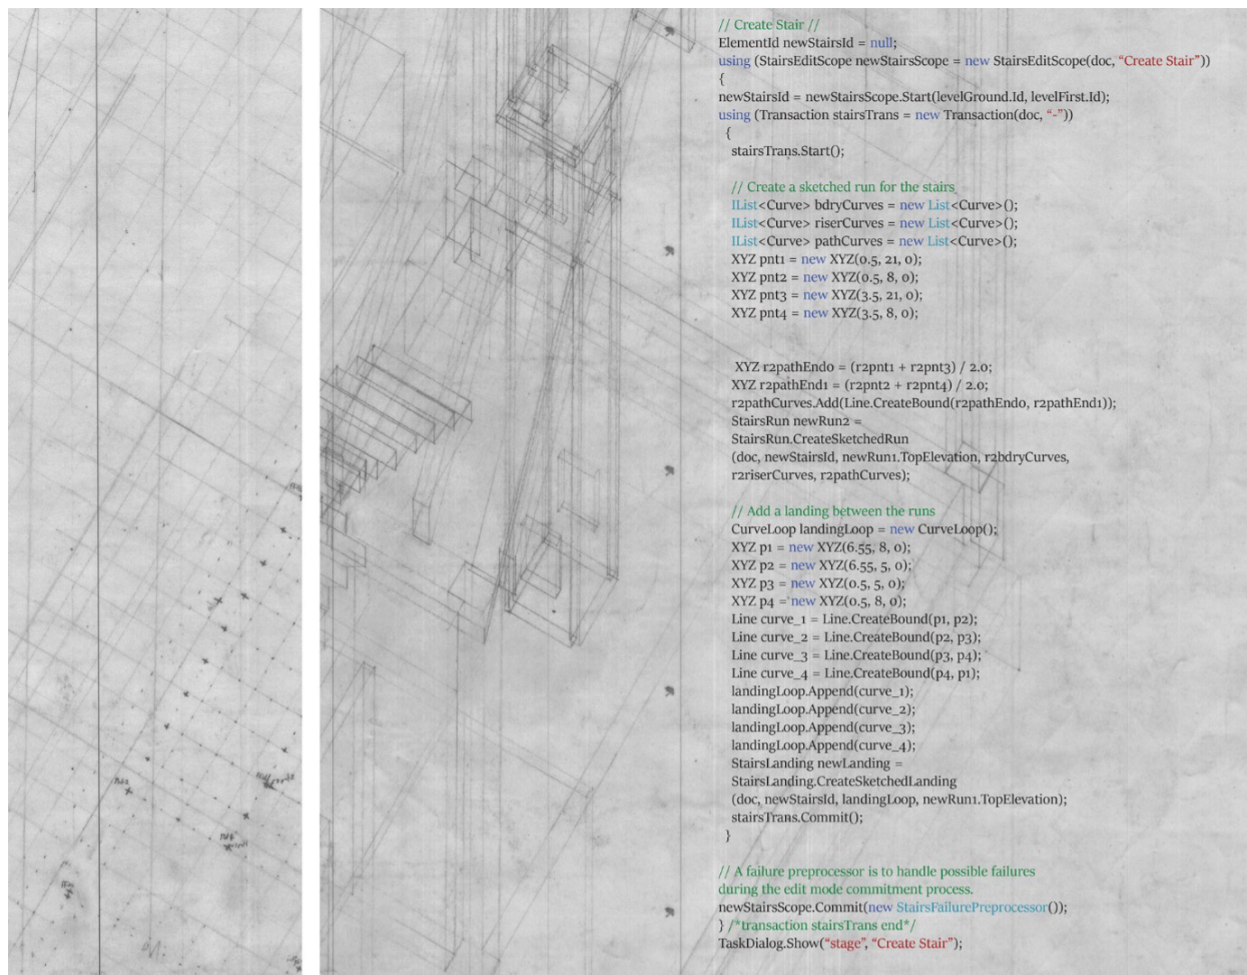 // Create Stair //
ElementId newStairsId = null;
using (StairsEditScope newStairsScope = new StairsEditScope(doc, “Create Stair”))
{
newStairsId = newStairsScope.Start(levelGround.Id, levelFirst.Id);
using (Transaction stairsTrans = new Transaction(doc, “-”))
{
stairsTrans.Start();
// Create a sketched run for the stairs
IList<Curve> bdryCurves = new List<Curve>();
IList<Curve> riserCurves = new List<Curve>();
IList<Curve> pathCurves = new List<Curve>();
XYZ pnt1 = new XYZ(0.5, 21, 0);
XYZ pnt2 = new XYZ(0.5, 8, 0);
XYZ pnt3 = new XYZ(3.5, 21, 0);
XYZ pnt4 = new XYZ(3.5, 8, 0);
XYZ r2pathEnd0 = (r2pnt1 + r2pnt3) / 2.0;
XYZ r2pathEnd1 = (r2pnt2 + r2pnt4) / 2.0;
r2pathCurves.Add(Line.CreateBound(r2pathEnd0, r2pathEnd1));
StairsRun newRun2 =
StairsRun.CreateSketchedRun
(doc, newStairsId, newRun1.TopElevation, r2bdryCurves,
r2riserCurves, r2pathCurves);
// Add a landing between the runs
CurveLoop landingLoop = new CurveLoop();
XYZ p1 = new XYZ(6.55, 8, 0);
XYZ p2 = new XYZ(6.55, 5, 0);
XYZ p3 = new XYZ(0.5, 5, 0);
XYZ p4 = new XYZ(0.5, 8, 0);
Line curve_1 = Line.CreateBound(p1, p2);
Line curve_2 = Line.CreateBound(p2, p3);
Line curve_3 = Line.CreateBound(p3, p4);
Line curve_4 = Line.CreateBound(p4, p1);
landingLoop.Append(curve_1);
landingLoop.Append(curve_2);
landingLoop.Append(curve_3);
landingLoop.Append(curve_4);
StairsLanding newLanding =
StairsLanding.CreateSketchedLanding
(doc, newStairsId, landingLoop, newRun1.TopElevation);
stairsTrans.Commit();
}
// A failure preprocessor is to handle possible failures
during the edit mode commitment process.
newStairsScope.Commit(new StairsFailurePreprocessor());
} /*transaction stairsTrans end*/
TaskDialog.Show(“stage”, “Create Stair”);